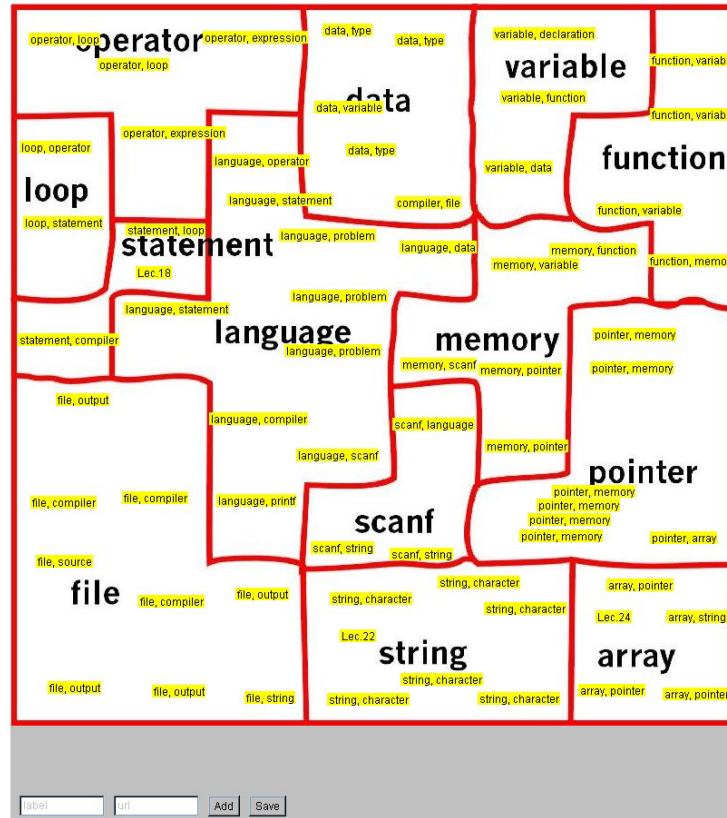 operator
operator, loop
operator, expression
operator, loop
operator, expression
data
data, type
data, type
data, variable
data, type
compiler, file
variable
variable, declaration
variable, function
variable, data
function
function, variab
function, variab
function, variable
function, memo
loop
loop, operator
loop, statement
statement
statement, loop
Lec.18
statement, compiler
language
language, operator
language, statement
language, problem
language, data
language, problem
language, statement
language, problem
language, compiler
language, scanf
language, printf
memory
memory, function
memory, variable
memory, scanf
memory, pointer
memory, pointer
pointer
pointer, memory
pointer, memory
pointer, memory
pointer, memory
pointer, memory
pointer, memory
pointer, array
scanf
scanf, language
scanf, string
scanf, string
file
file, output
file, compiler
file, compiler
file, source
file, compiler
file, output
file, output
file, output
file, string
string
string, character
string, character
string, character
Lec.22
string, character
string, character
string, character
array
array, pointer
Lec.24
array, string
array, pointer
array, pointer
label
url
Add
Save